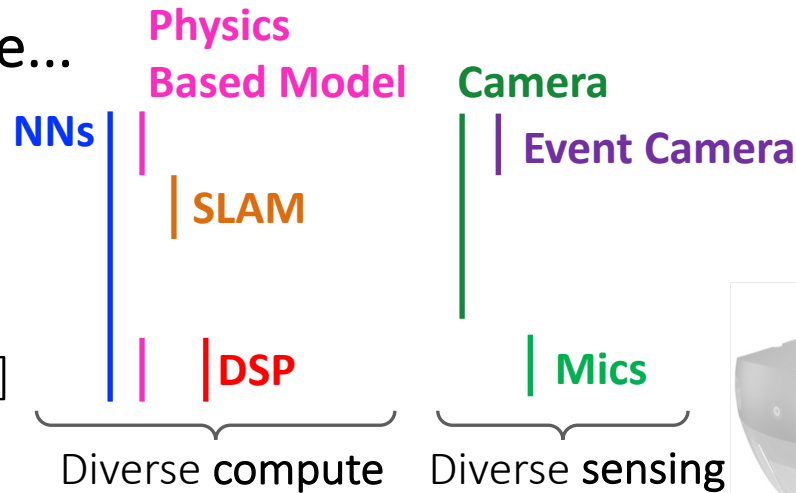 e...
Physics
Based Model
Camera
NNs
Event Camera
SLAM
]
DSP
Mics
Diverse compute
Diverse sensing